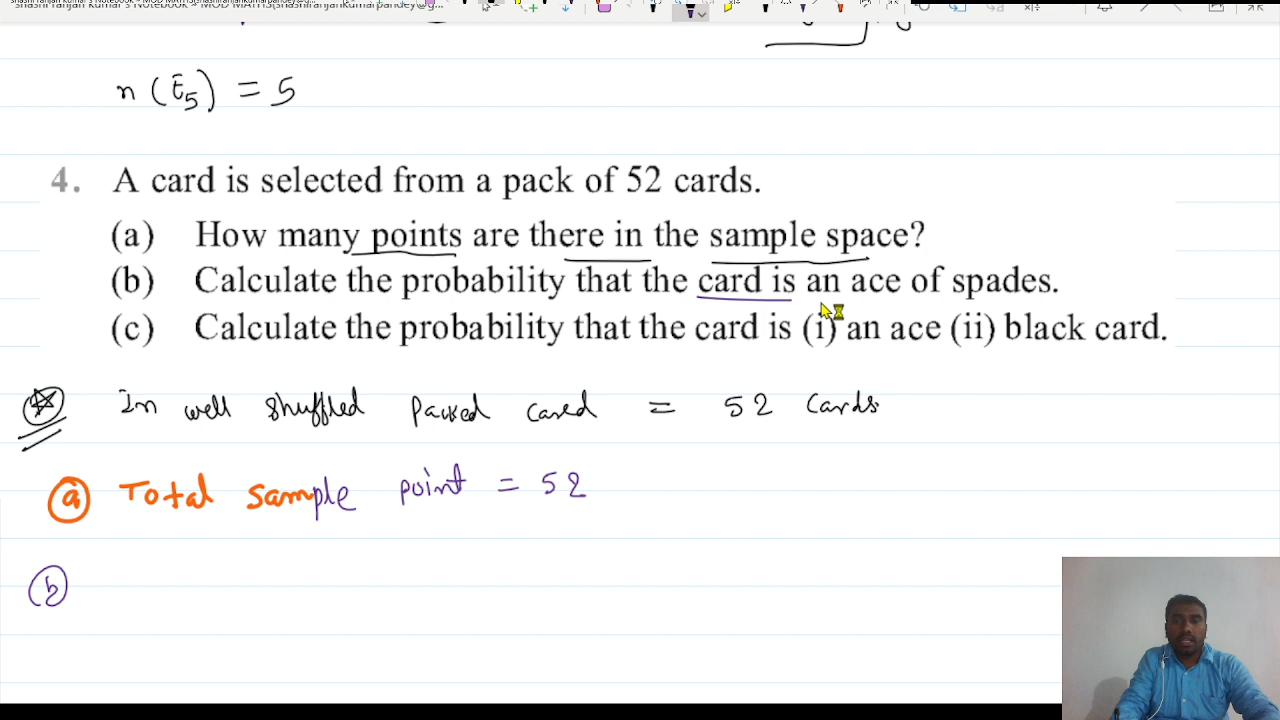 n (E5) = 5
4. A card is selected from a pack of 52 cards.
(a) How many points are there in the sample space?
(b) Calculate the probability that the card is an ace of spades.
(c) Calculate the probability that the card is (i) an ace (ii) black card.
In well shuffled Packed cared = 52 Cards
(a) Total sample point = 52
(b)